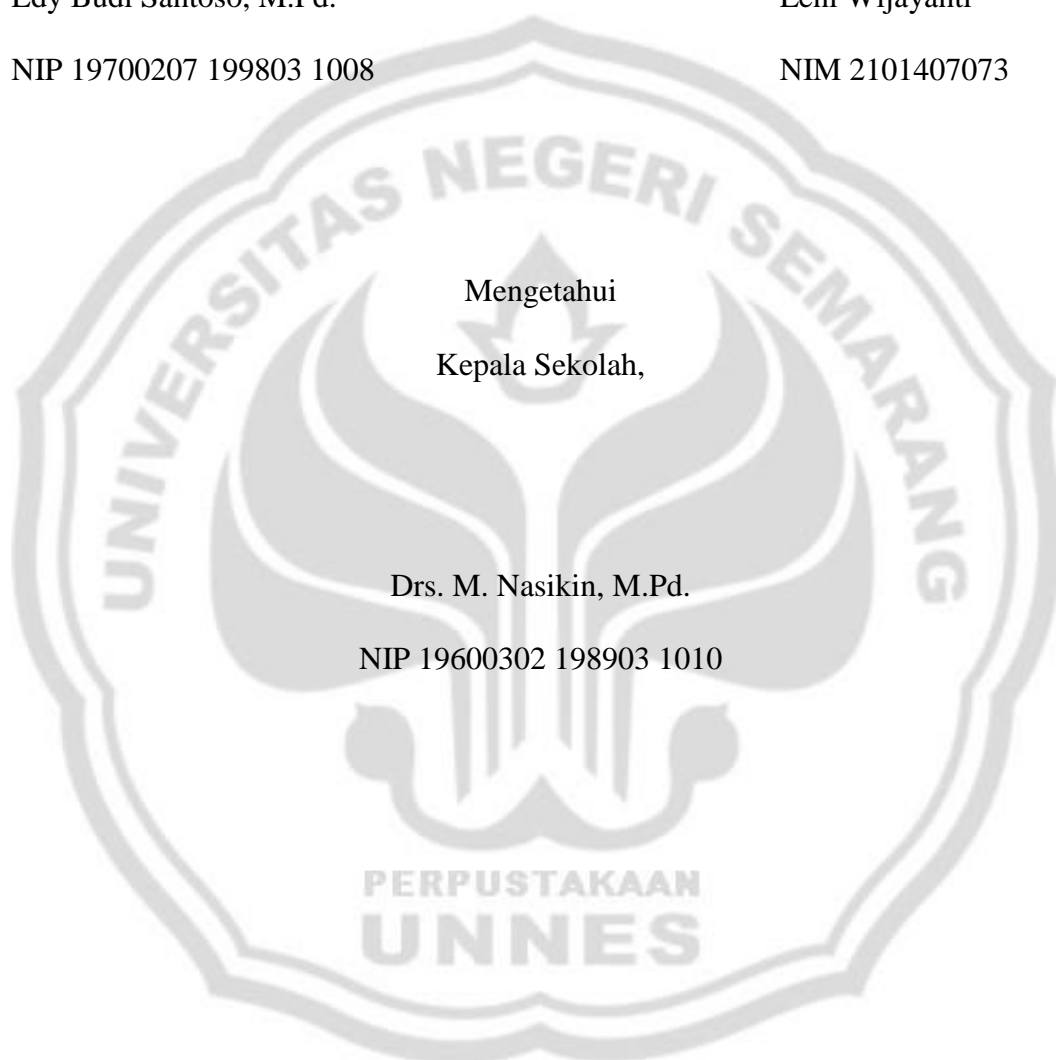 Edy Budi Santoso, M.Pd. Leni Wijayanti
NIP 19700207 199803 1008 NIM 2101407073
UNIVERSITAS NEGERI SEMARANG
Mengetahui
Kepala Sekolah,
Drs. M. Nasikin, M.Pd.
NIP 19600302 198903 1010
PERPUSTAKAAN
UNNES